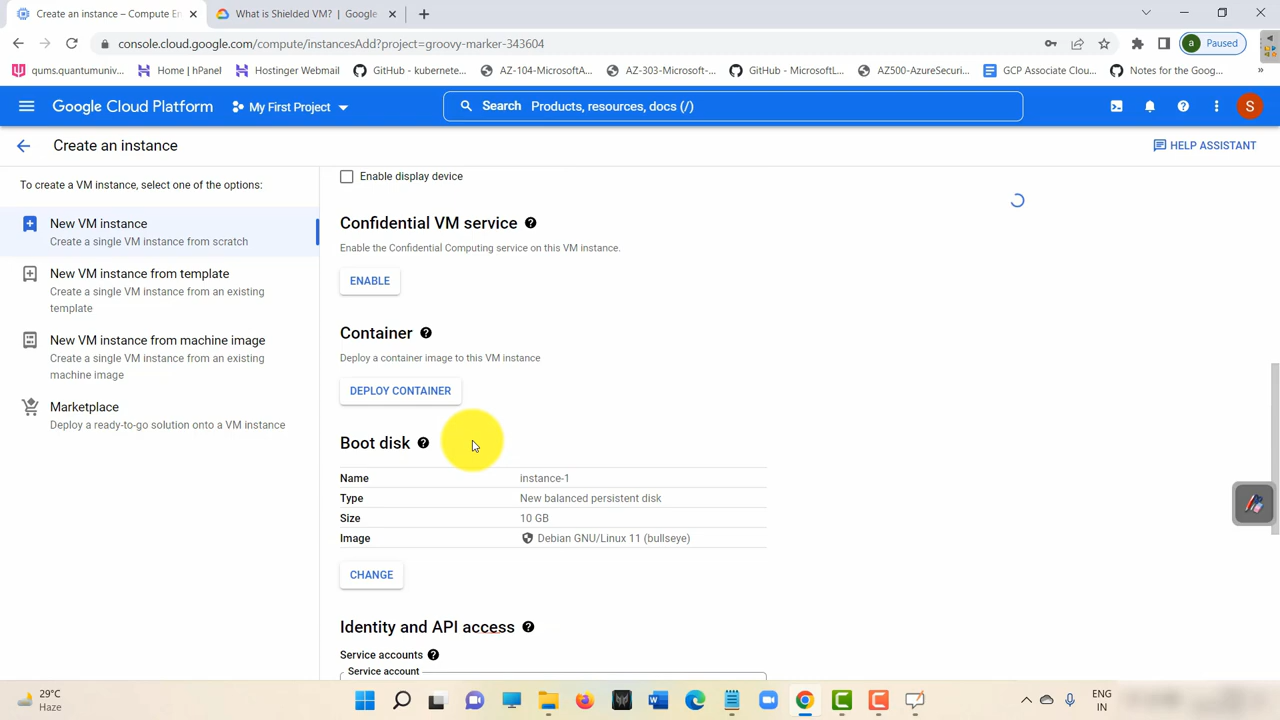 Create an instance – Compute En
What is Shielded VM? | Google
console.cloud.google.com/compute/instancesAdd?project=groovy-marker-343604
a Paused
qums.quantumuniv...
Home | hPanel
Hostinger Webmail
GitHub - kubernete...
AZ-104-MicrosoftA...
AZ-303-Microsoft-...
GitHub - MicrosoftL...
AZ500-AzureSecuri...
GCP Associate Clou...
Notes for the Goog...
»
Google Cloud Platform
My First Project
Search Products, resources, docs (/)
S
Create an instance
HELP ASSISTANT
To create a VM instance, select one of the options:
New VM instance
Create a single VM instance from scratch
New VM instance from template
Create a single VM instance from an existing
template
New VM instance from machine image
Create a single VM instance from an existing
machine image
Marketplace
Deploy a ready-to-go solution onto a VM instance
Enable display device
Confidential VM service
Enable the Confidential Computing service on this VM instance.
ENABLE
Container
Deploy a container image to this VM instance
DEPLOY CONTAINER
Boot disk
Name instance-1
Type New balanced persistent disk
Size 10 GB
Image Debian GNU/Linux 11 (bullseye)
CHANGE
Identity and API access
Service accounts
Service account
29°C
Haze
ENG
IN